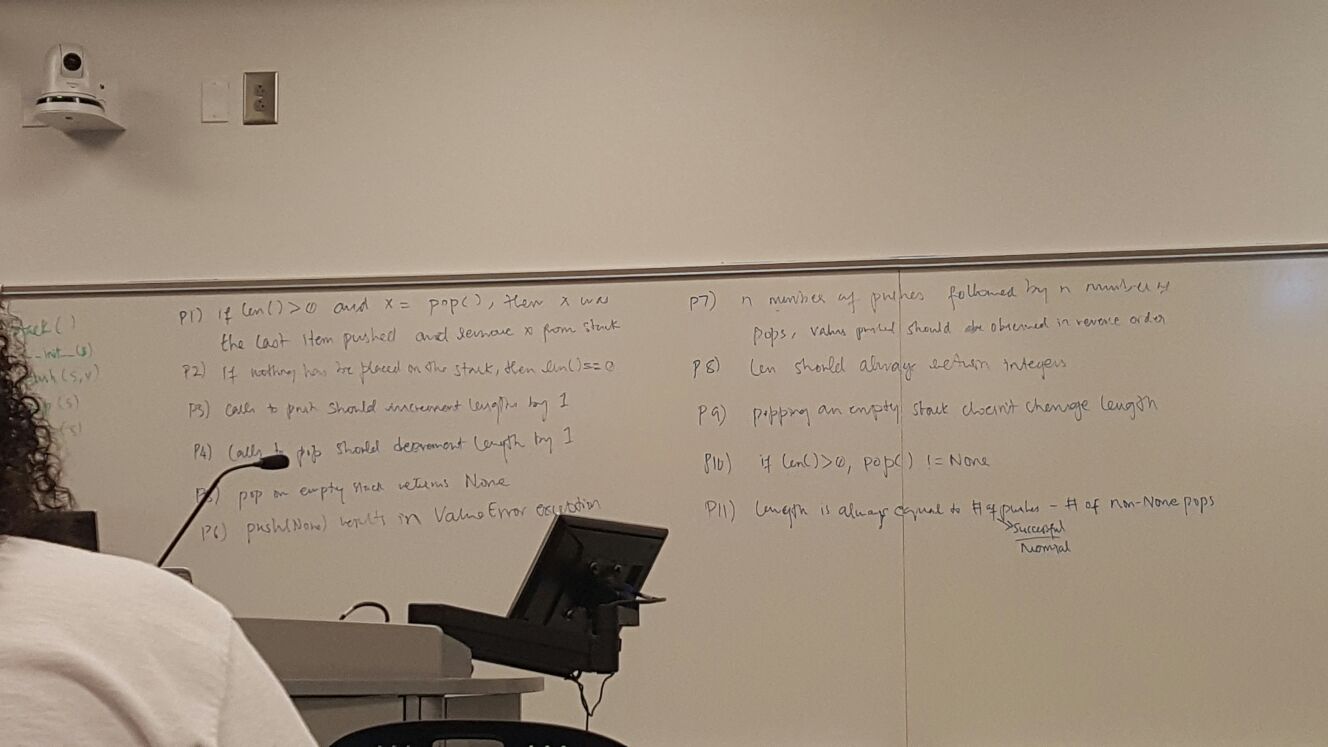 Stack()
__init__(s)
push(s,v)
(s)
(s)
P1) if len()>0 and x = pop(), then x was
the last item pushed and remove x from stack
P2) If nothing has be placed on the stack, then len()==0
P3) calls to push should increment length by 1
P4) calls to pop should decrement length by 1
P5) pop on empty stack returns None
P6) push(None) results in ValueError exception
P7) n number of pushes followed by n number of
pops, values pushed should be observed in reverse order
P8) len should always return integers
P9) popping an empty stack doesn't change length
P10) if len()>0, pop() != None
P11) Length is always equal to # of pushes - # of non-None pops
successful
Normal